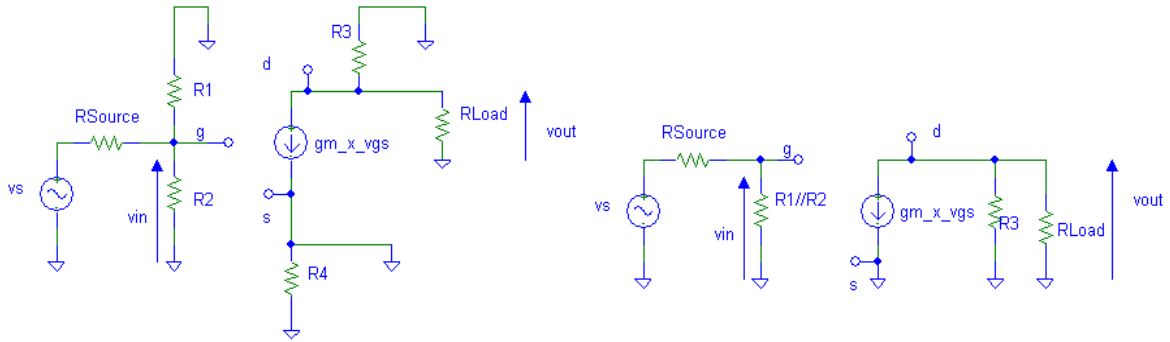 R3
d
R1
RSource
g
RLoad
vout
gm_x_vgs
vs
R2
vin
s
R4
RSource
g
d
vs
R1//R2
vin
gm_x_vgs
R3
RLoad
vout
s